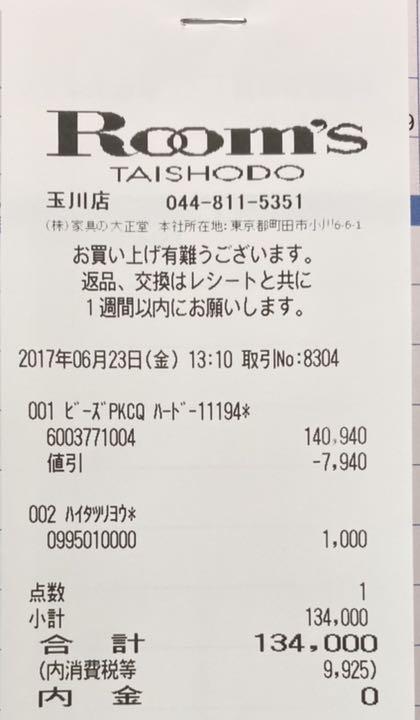 Room's
TAISHODO
玉川店 044-811-5351
(株)家具の大正堂 本社所在地:東京都町田市小川6-6-1
お買い上げ有難うございます。
返品、交換はレシートと共に
1週間以内にお願いします。
2017年06月23日(金) 13:10 取引No:8304
001 ﾋﾞｰｽﾞPKCQ ﾊｰﾄﾞｰ11194*
6003771004 140,940
値引 -7,940
002 ﾊｲﾀﾂﾘﾖｳ*
0995010000 1,000
点数 1
小計 134,000
合計 134,000
(内消費税等 9,925)
内金 0